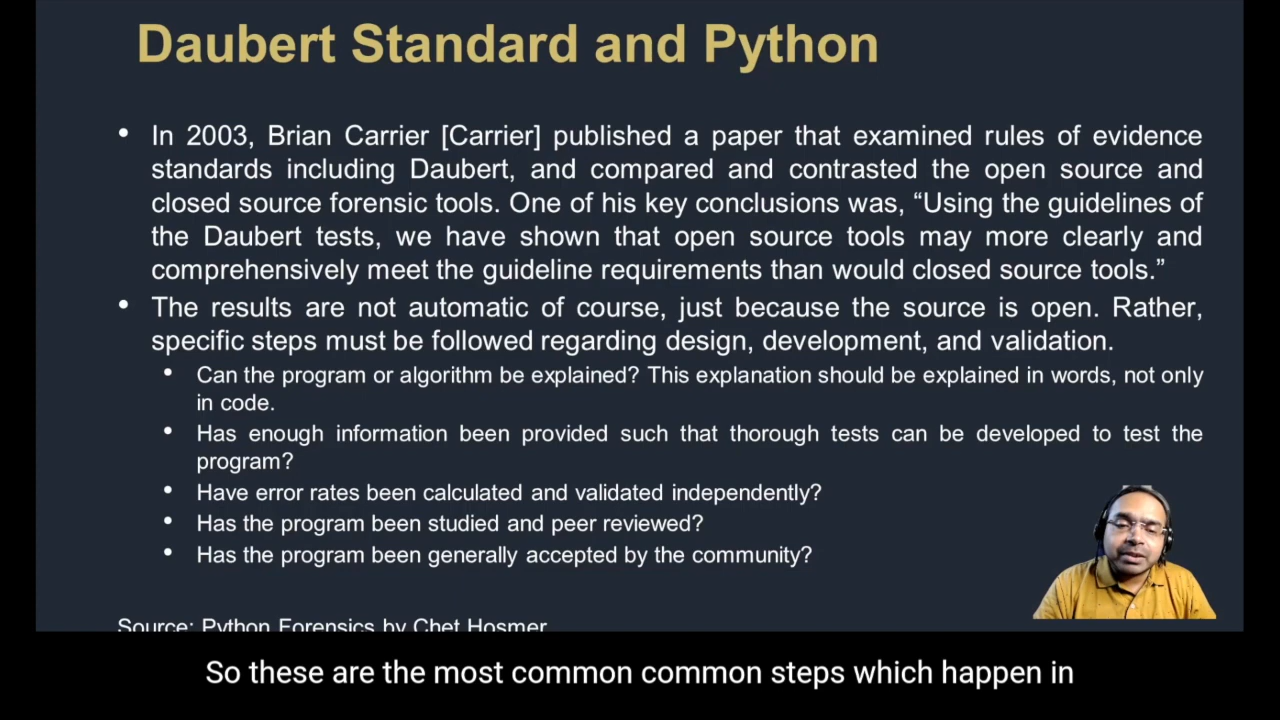 Daubert Standard and Python
• In 2003, Brian Carrier [Carrier] published a paper that examined rules of evidence
standards including Daubert, and compared and contrasted the open source and
closed source forensic tools. One of his key conclusions was, “Using the guidelines of
the Daubert tests, we have shown that open source tools may more clearly and
comprehensively meet the guideline requirements than would closed source tools.”
• The results are not automatic of course, just because the source is open. Rather,
specific steps must be followed regarding design, development, and validation.
• Can the program or algorithm be explained? This explanation should be explained in words, not only
in code.
• Has enough information been provided such that thorough tests can be developed to test the
program?
• Have error rates been calculated and validated independently?
• Has the program been studied and peer reviewed?
• Has the program been generally accepted by the community?
Source: Python Forensics by Chet Hosmer
So these are the most common common steps which happen in